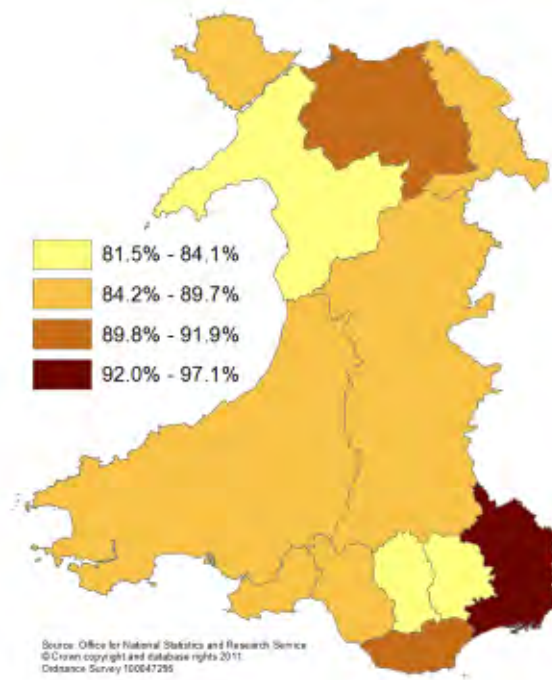 81.5% - 84.1%
84.2% - 89.7%
89.8% - 91.9%
92.0% - 97.1%
Source: Office for National Statistics and Research Service
© Crown copyright and database rights 2011.
Ordnance Survey 100047295